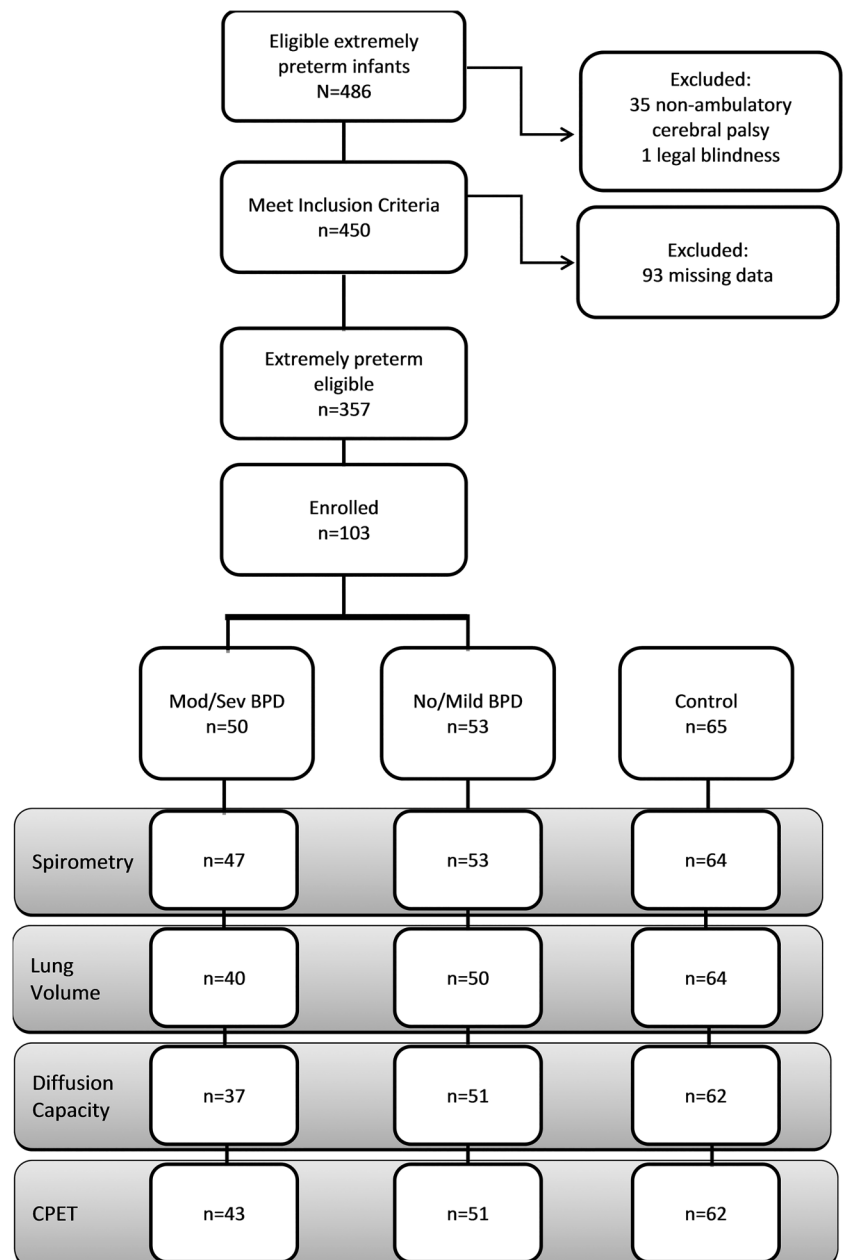 Eligible extremely
preterm infants
N=486
Excluded:
35 non-ambulatory
cerebral palsy
1 legal blindness
Meet Inclusion Criteria
n=450
Excluded:
93 missing data
Extremely preterm
eligible
n=357
Enrolled
n=103
Mod/Sev BPD
n=50
No/Mild BPD
n=53
Control
n=65
Spirometry
n=47
n=53
n=64
Lung
Volume
n=40
n=50
n=64
Diffusion
Capacity
n=37
n=51
n=62
CPET
n=43
n=51
n=62